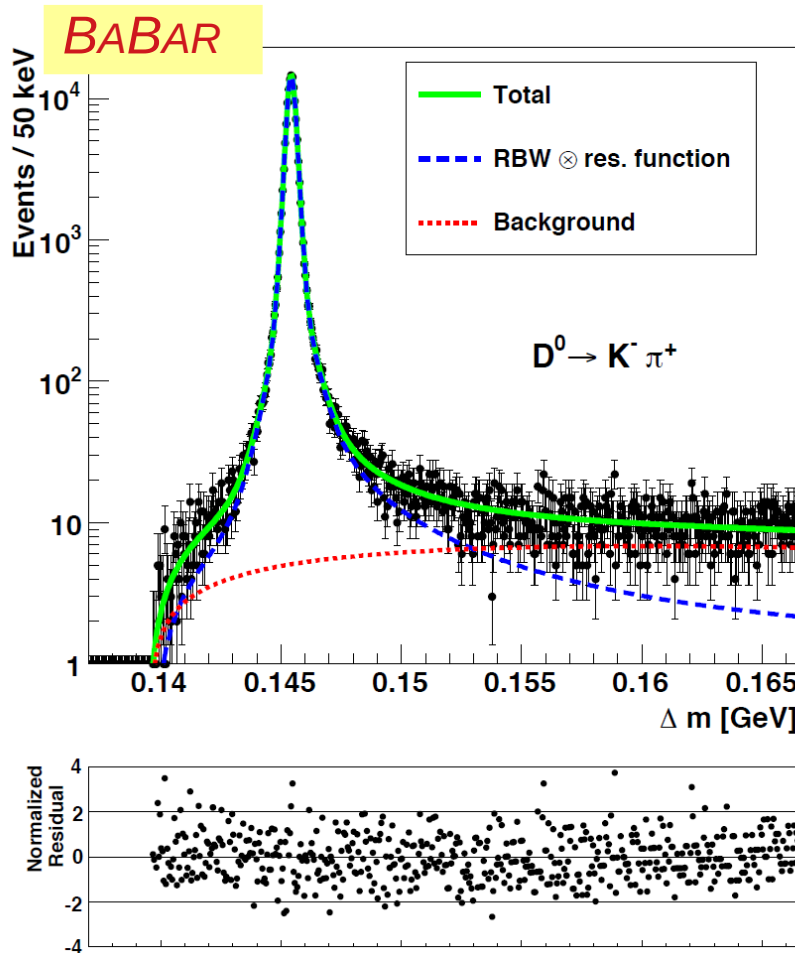 BABAR
Events / 50 keV
10⁴
10³
10²
10
1
Total
RBW ⊗ res. function
Background
D⁰→ K⁻ π⁺
0.14 0.145 0.15 0.155 0.16 0.165
Δ m [GeV]
Normalized
Residual
4
2
0
-2
-4